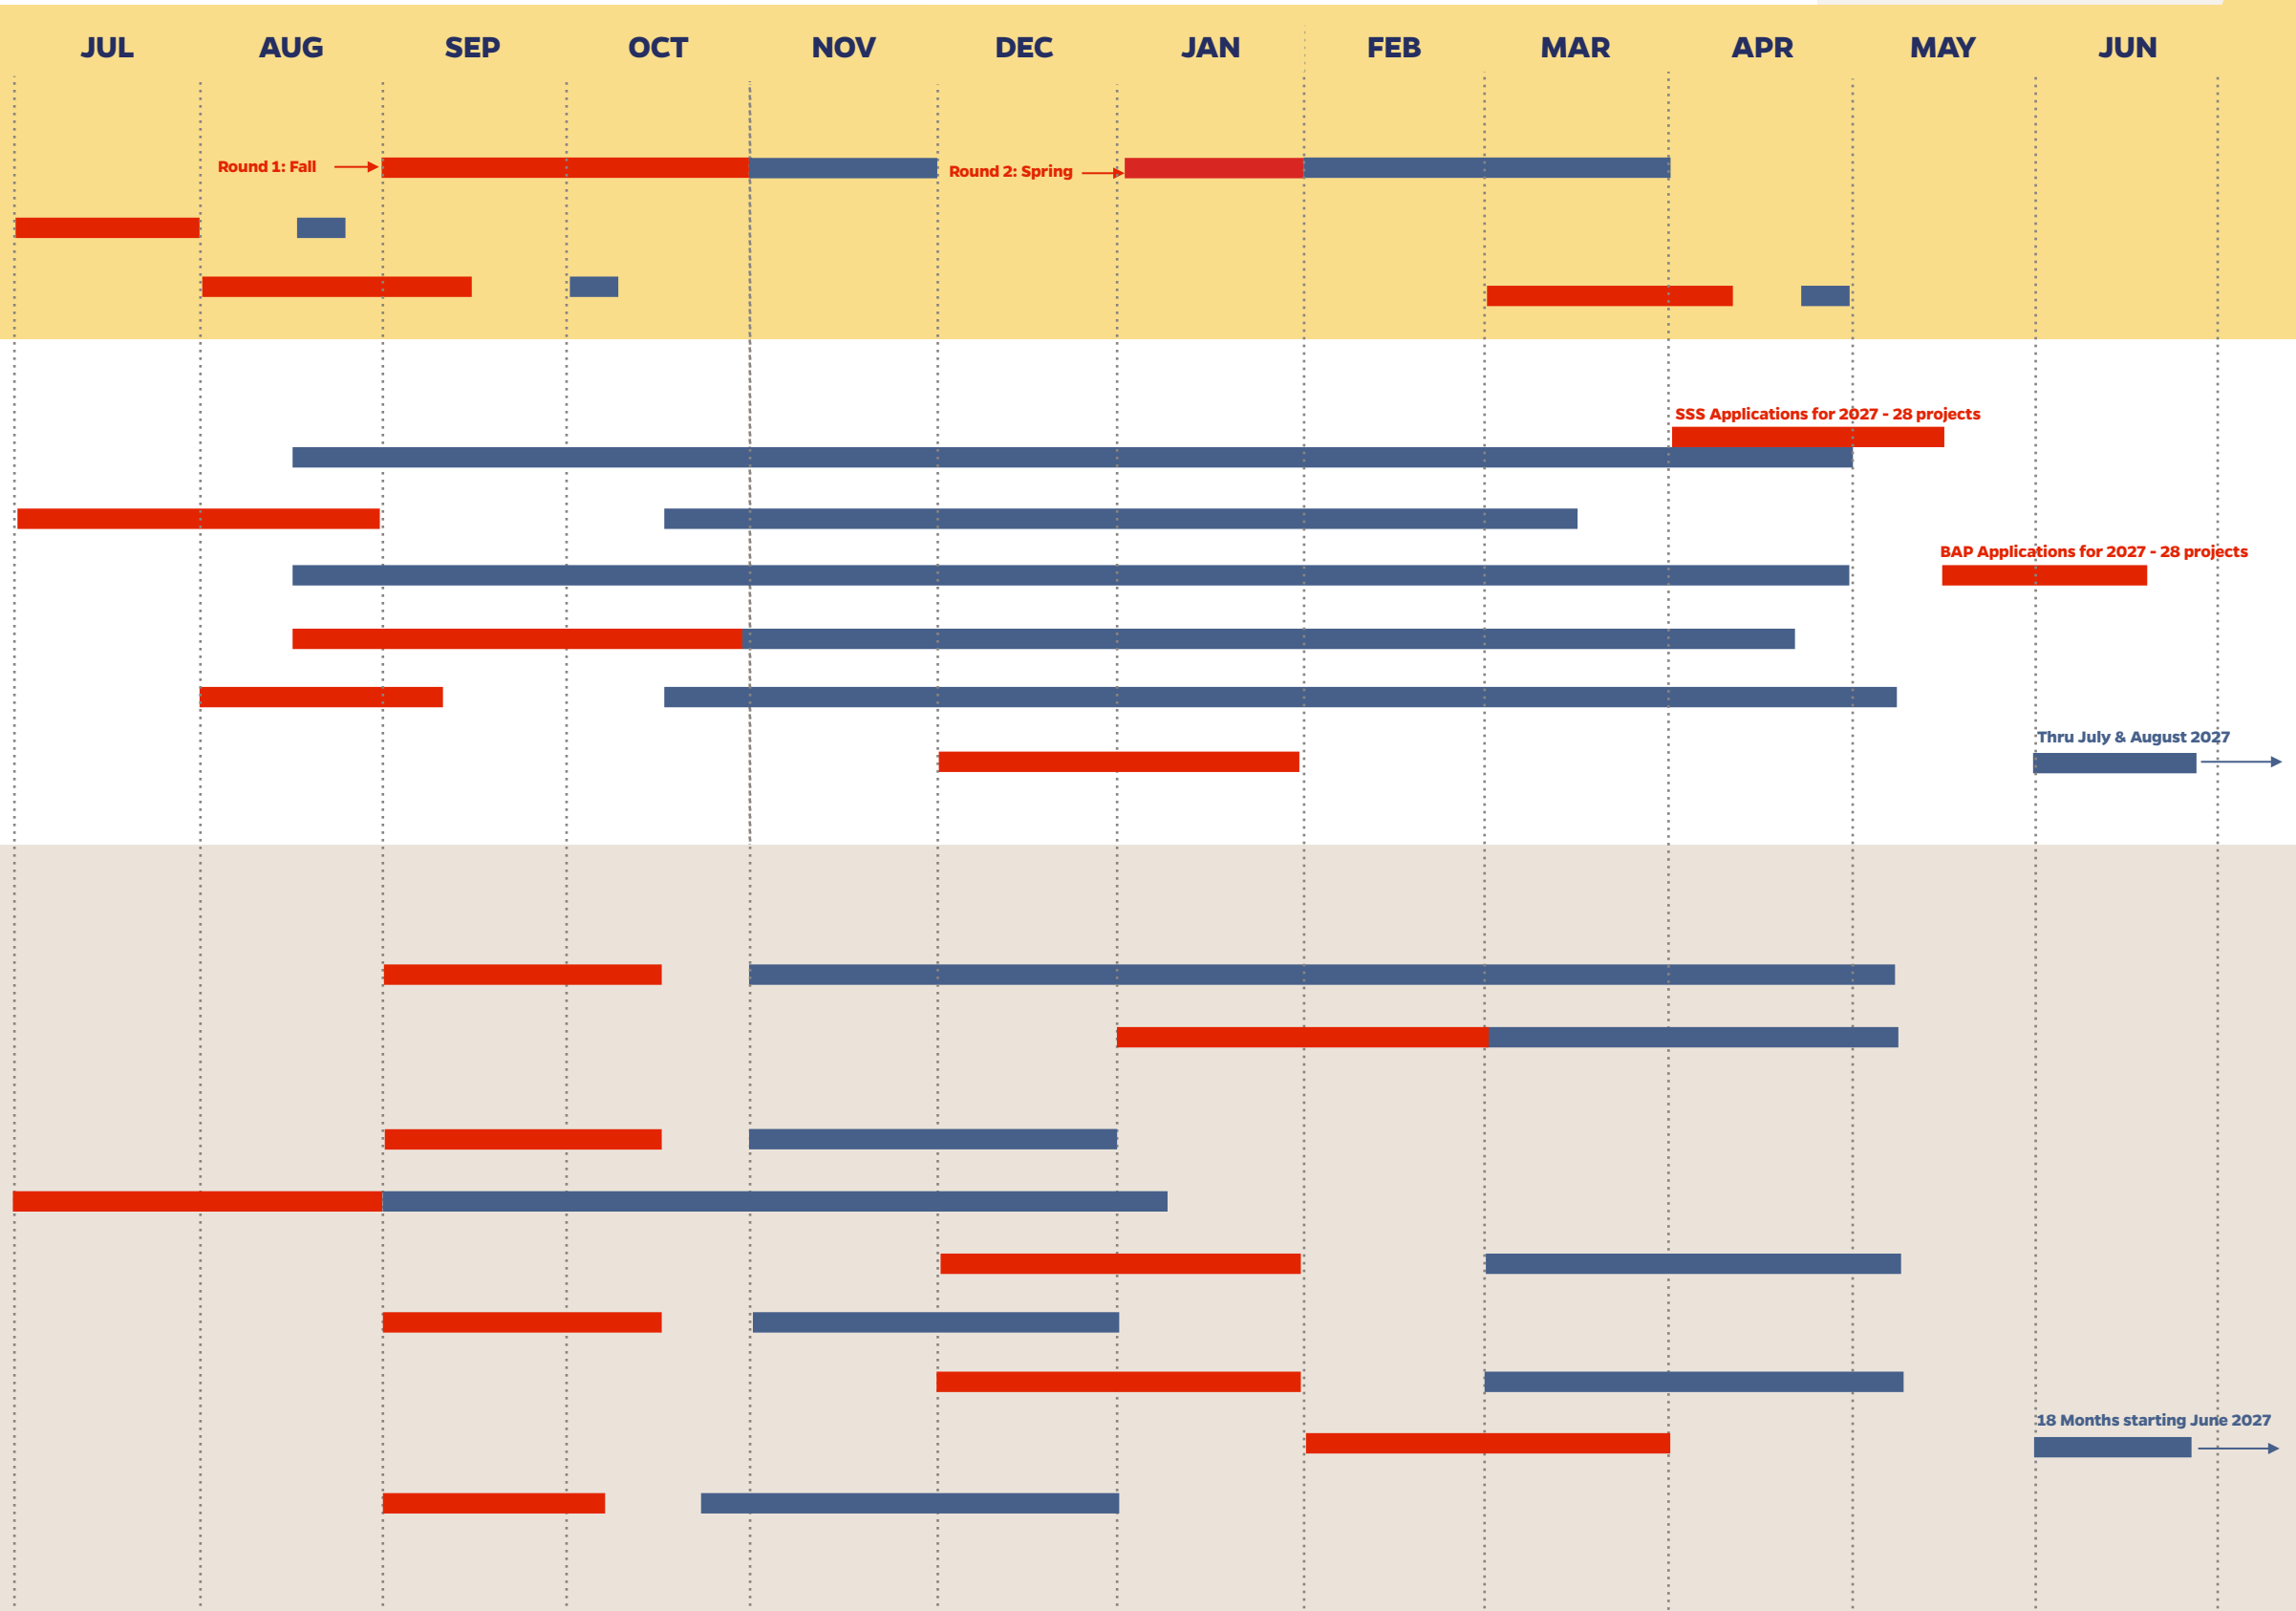 JUL AUG SEP OCT NOV DEC JAN FEB MAR APR MAY JUN
Round 1: Fall
Round 2: Spring
SSS Applications for 2027 - 28 projects
BAP Applications for 2027 - 28 projects
Thru July & August 2027
18 Months starting June 2027